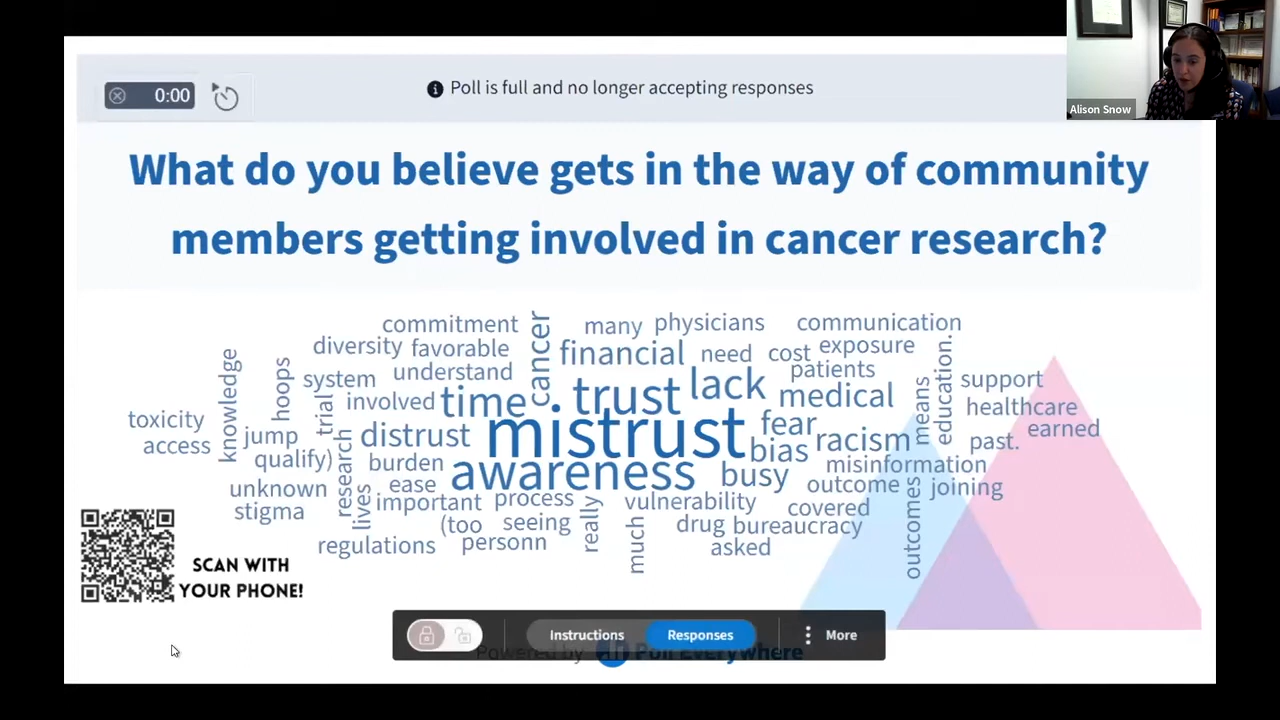 0:00
Poll is full and no longer accepting responses
Alison Snow
What do you believe gets in the way of community
members getting involved in cancer research?
commitment
cancer
many
physicians
communication
diversity
favorable
financial
need
cost
exposure
education.
knowledge
hoops
system
understand
trust
lack
patients
means
support
trial
involved
time
medical
healthcare
toxicity
earned
access
jump
distrust
mistrust
fear
bias
racism
past.
qualify)
research
burden
awareness
busy
misinformation
unknown
lives
ease
outcome
outcomes
joining
stigma
important
process
really
vulnerability
covered
(too
seeing
much
drug
bureaucracy
regulations
personn
asked
SCAN WITH
YOUR PHONE!
Instructions
Responses
More
Powered by Poll Everywhere